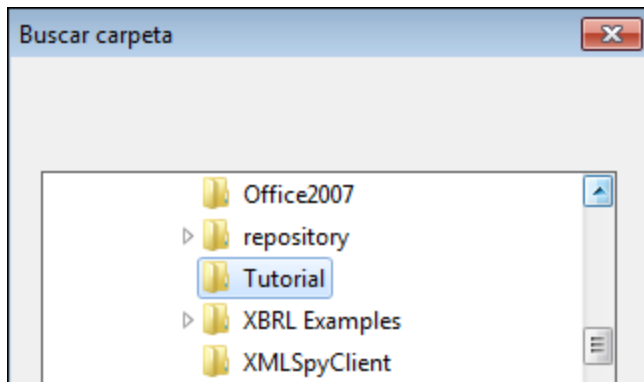 Buscar carpeta
Office2007
repository
Tutorial
XBRL Examples
XMLSpyClient